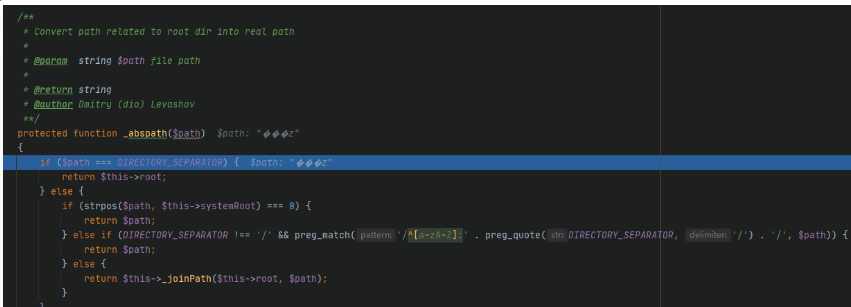 /**
 * Convert path related to root dir into real path
 *
 * @param  string $path file path
 *
 * @return string
 * @author Dmitry (dio) Levashov
 **/
protected function _abspath($path)  $path: "���z"
{
    if ($path === DIRECTORY_SEPARATOR) {  $path: "���z"
        return $this->root;
    } else {
        if (strpos($path, $this->systemRoot) === 0) {
            return $path;
        } else if (DIRECTORY_SEPARATOR !== '/' && preg_match( pattern: '/^[a-zA-Z]:' . preg_quote( str: DIRECTORY_SEPARATOR, delimiter: '/') . '/', $path)) {
            return $path;
        } else {
            return $this->_joinPath($this->root, $path);
        }
    }